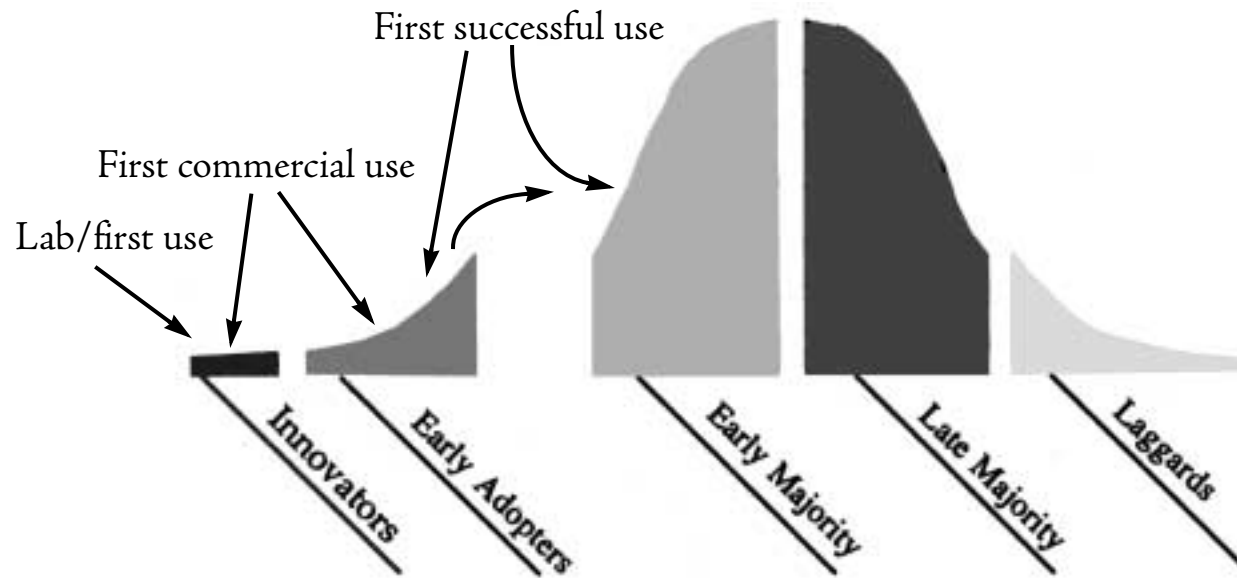 First successful use
First commercial use
Lab/first use
Innovators
Early Adopters
Early Majority
Late Majority
Laggards